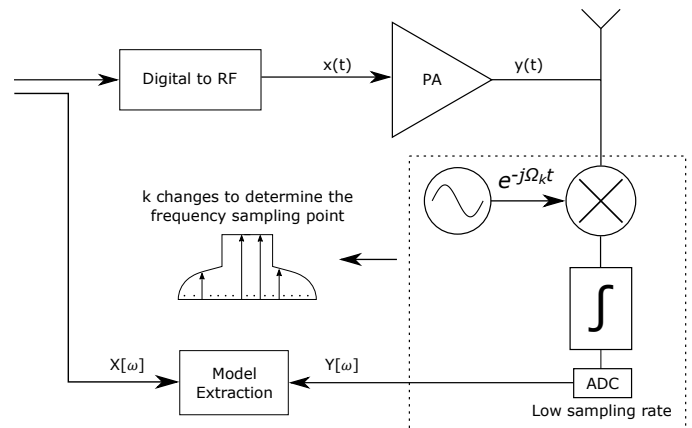 Digital to RF
x(t)
PA
y(t)
e^{-jΩ_k t}
k changes to determine the
frequency sampling point
∫
X[ω]
Model
Extraction
Y[ω]
ADC
Low sampling rate